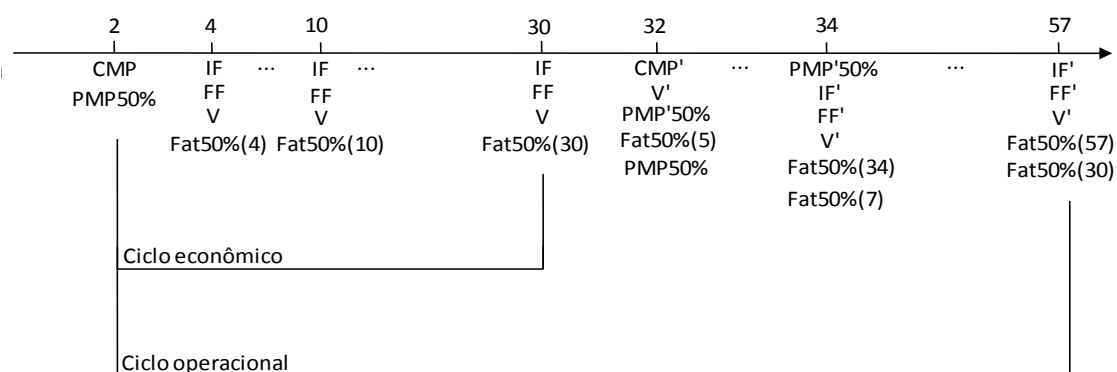 2 4 10 30 32 34 57
CMP IF ... IF ... IF CMP' ... PMP'50% ... IF'
PMP50% FF FF FF V' IF' FF'
V V V PMP'50% FF' V'
Fat50%(4) Fat50%(10) Fat50%(30) Fat50%(5) V' Fat50%(57)
PMP50% Fat50%(34) Fat50%(30)
Fat50%(7)
Ciclo econômico
Ciclo operacional